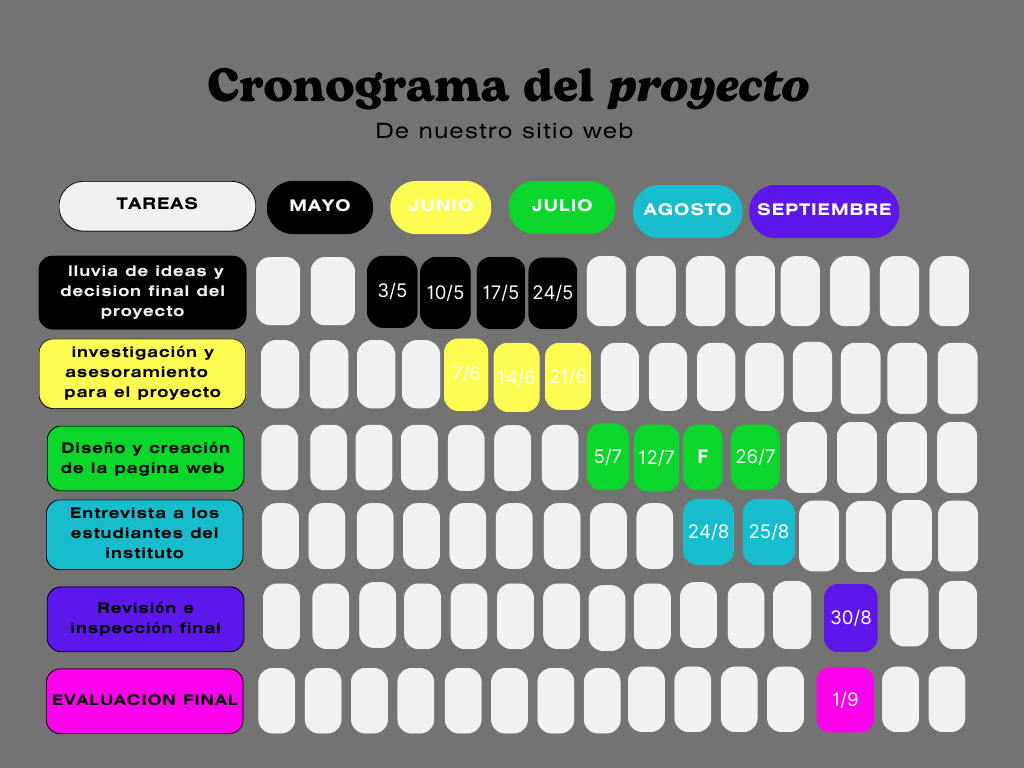 Cronograma del proyecto
De nuestro sitio web
TAREAS MAYO JUNIO JULIO AGOSTO SEPTIEMBRE
lluvia de ideas y
decision final del
proyecto
3/5 10/5 17/5 24/5
investigación y
asesoramiento
para el proyecto
7/6 14/6 21/6
Diseño y creación
de la pagina web
5/7 12/7 F 26/7
Entrevista a los
estudiantes del
instituto
24/8 25/8
Revisión e
inspección final
30/8
EVALUACION FINAL
1/9